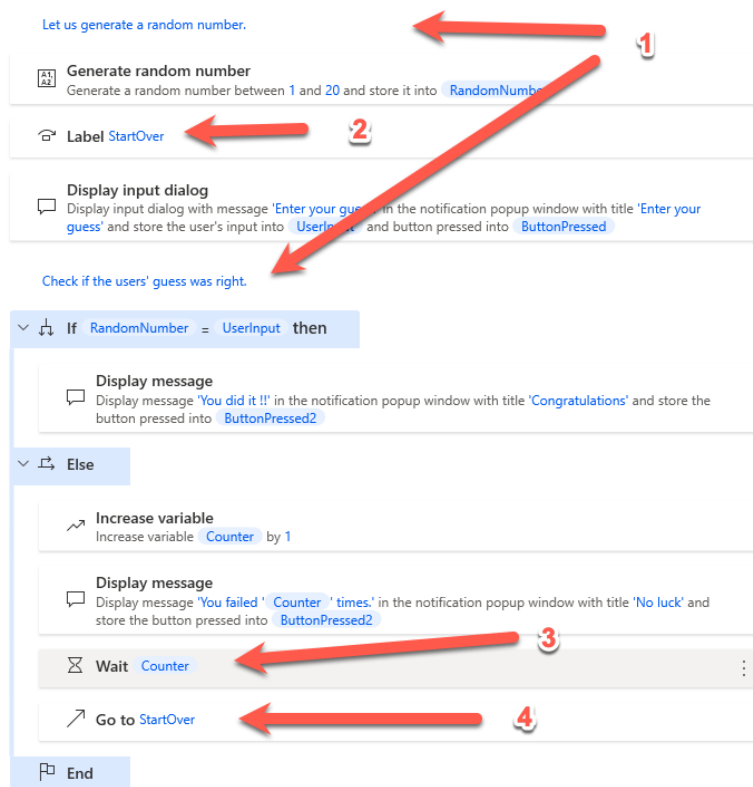 Let us generate a random number.
1
Generate random number
Generate a random number between 1 and 20 and store it into RandomNumbe
Label StartOver
2
Display input dialog
Display input dialog with message 'Enter your gues in the notification popup window with title 'Enter your
guess' and store the user's input into UserInput and button pressed into ButtonPressed
Check if the users' guess was right.
If RandomNumber = UserInput then
Display message
Display message 'You did it !!' in the notification popup window with title 'Congratulations' and store the
button pressed into ButtonPressed2
Else
Increase variable
Increase variable Counter by 1
Display message
Display message 'You failed ' Counter ' times.' in the notification popup window with title 'No luck' and
store the button pressed into ButtonPressed2
3
Wait Counter
Go to StartOver
4
End